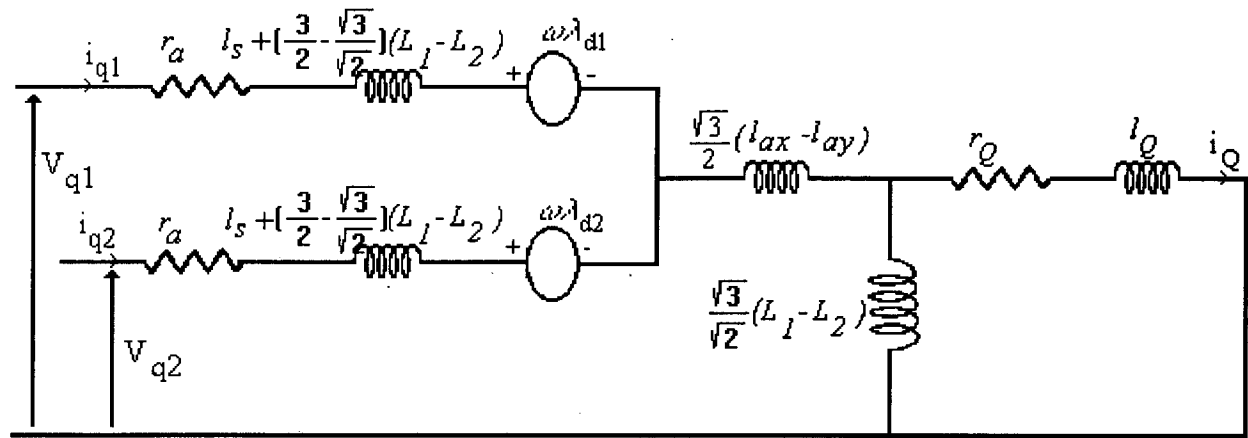 i_q1 r_a l_s+[3/2-√3/√2](L_1-L_2) + ωλ_d1 -
V_q1
i_q2 r_a l_s+[3/2-√3/√2](L_1-L_2) + ωλ_d2 -
V_q2
√3/2(l_ax-l_ay)
r_Q l_Q i_Q
√3/√2(L_1-L_2)